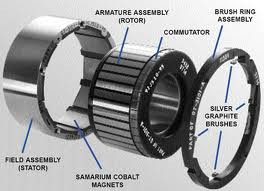 ARMATURE ASSEMBLY
(ROTOR)
BRUSH RING
ASSEMBLY
COMMUTATOR
SILVER
GRAPHITE
BRUSHES
FIELD ASSEMBLY
(STATOR)
SAMARIUM COBALT
MAGNETS